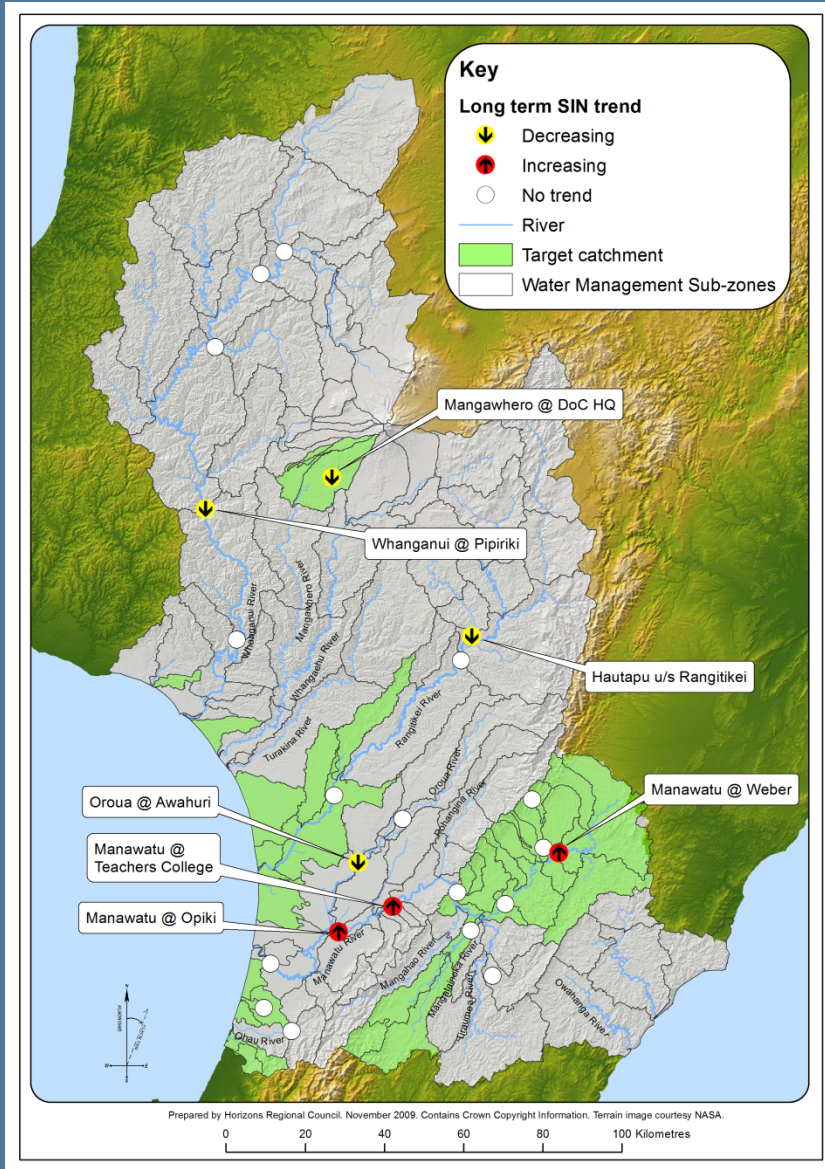 Key
Long term SIN trend
Decreasing
Increasing
No trend
River
Target catchment
Water Management Sub-zones
Mangawhero @ DoC HQ
Whanganui @ Pipiriki
Whanganui River
Mangawhero River
Whangaehu River
Turakina River
Hautapu u/s Rangitikei
Rangitikei River
Oroua River
Pohangina River
Oroua @ Awahuri
Manawatu @ Weber
Manawatu @
Teachers College
Manawatu @ Opiki
Manawatu River
Mangahao River
Mangatainoka River
Tiraumea River
Owahanga River
Ohau River
N
W
E
Prepared by Horizons Regional Council. November 2009. Contains Crown Copyright Information. Terrain image courtesy NASA.
0 20 40 60 80 100 Kilometres